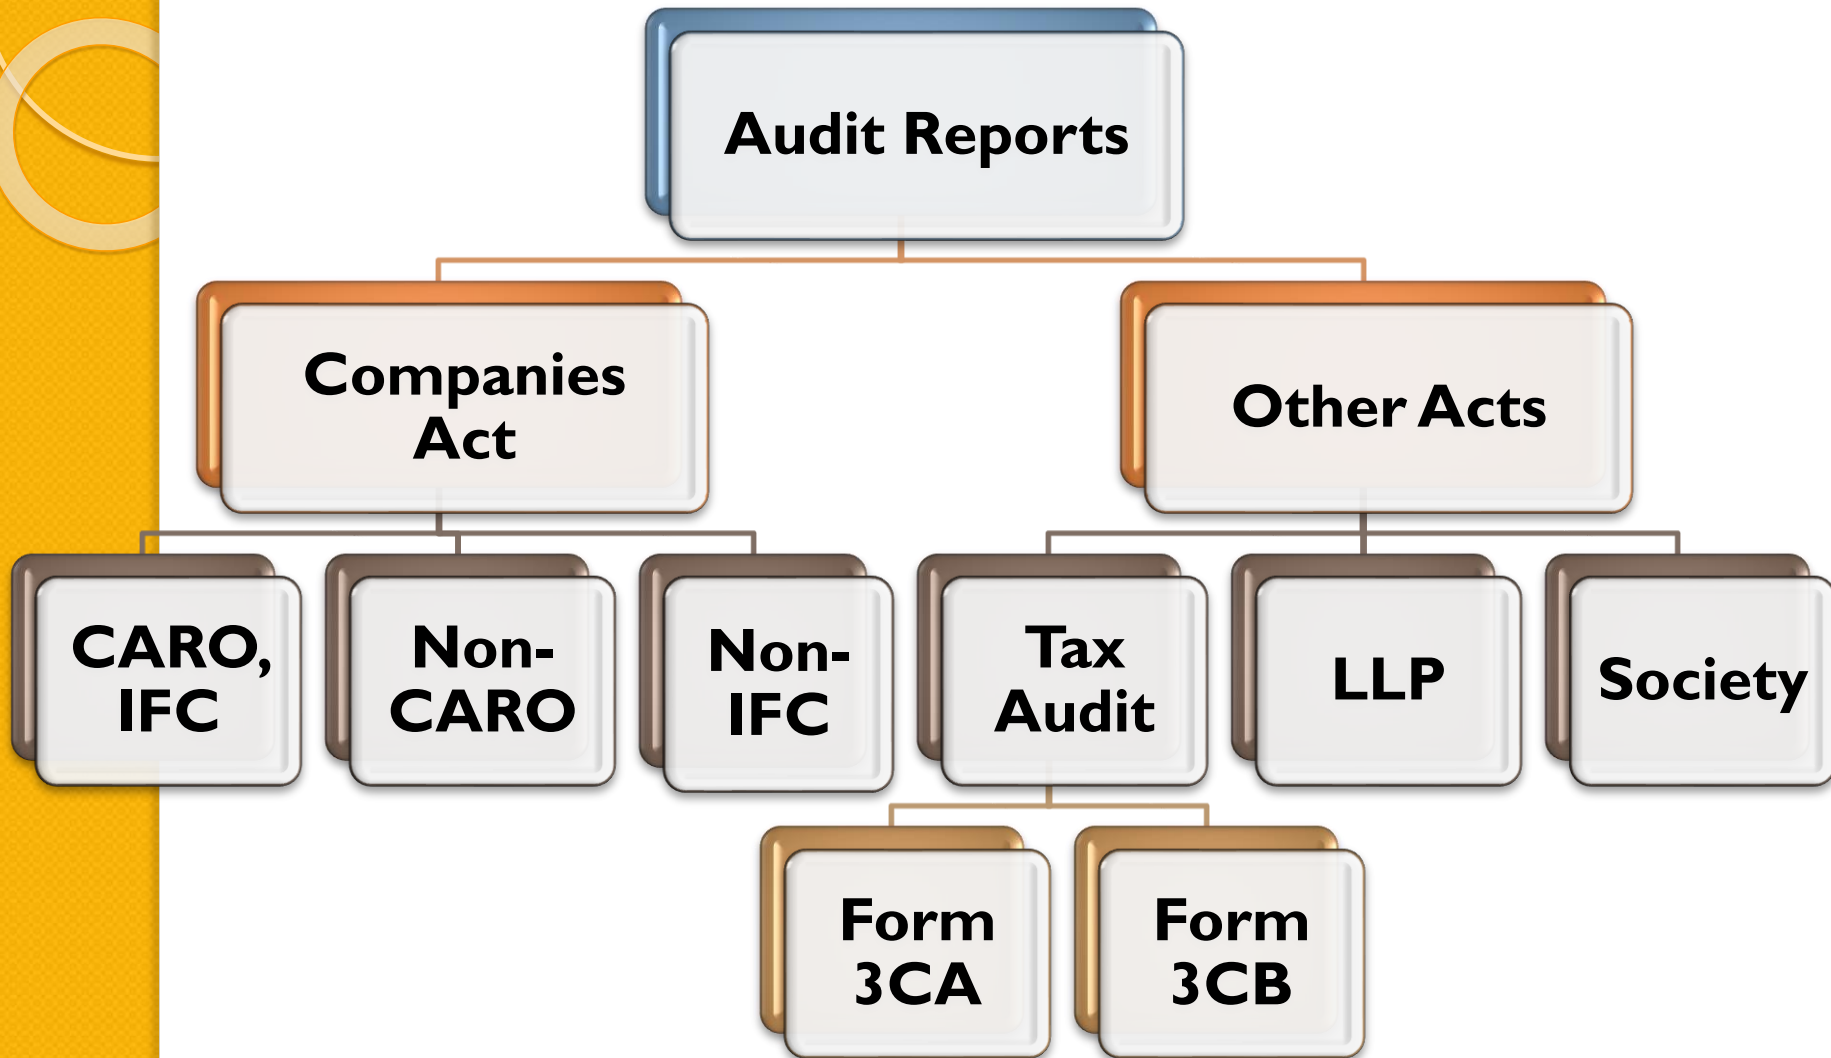 Audit Reports
Companies
Act
Other Acts
CARO,
IFC
Non-
CARO
Non-
IFC
Tax
Audit
LLP
Society
Form
3CA
Form
3CB